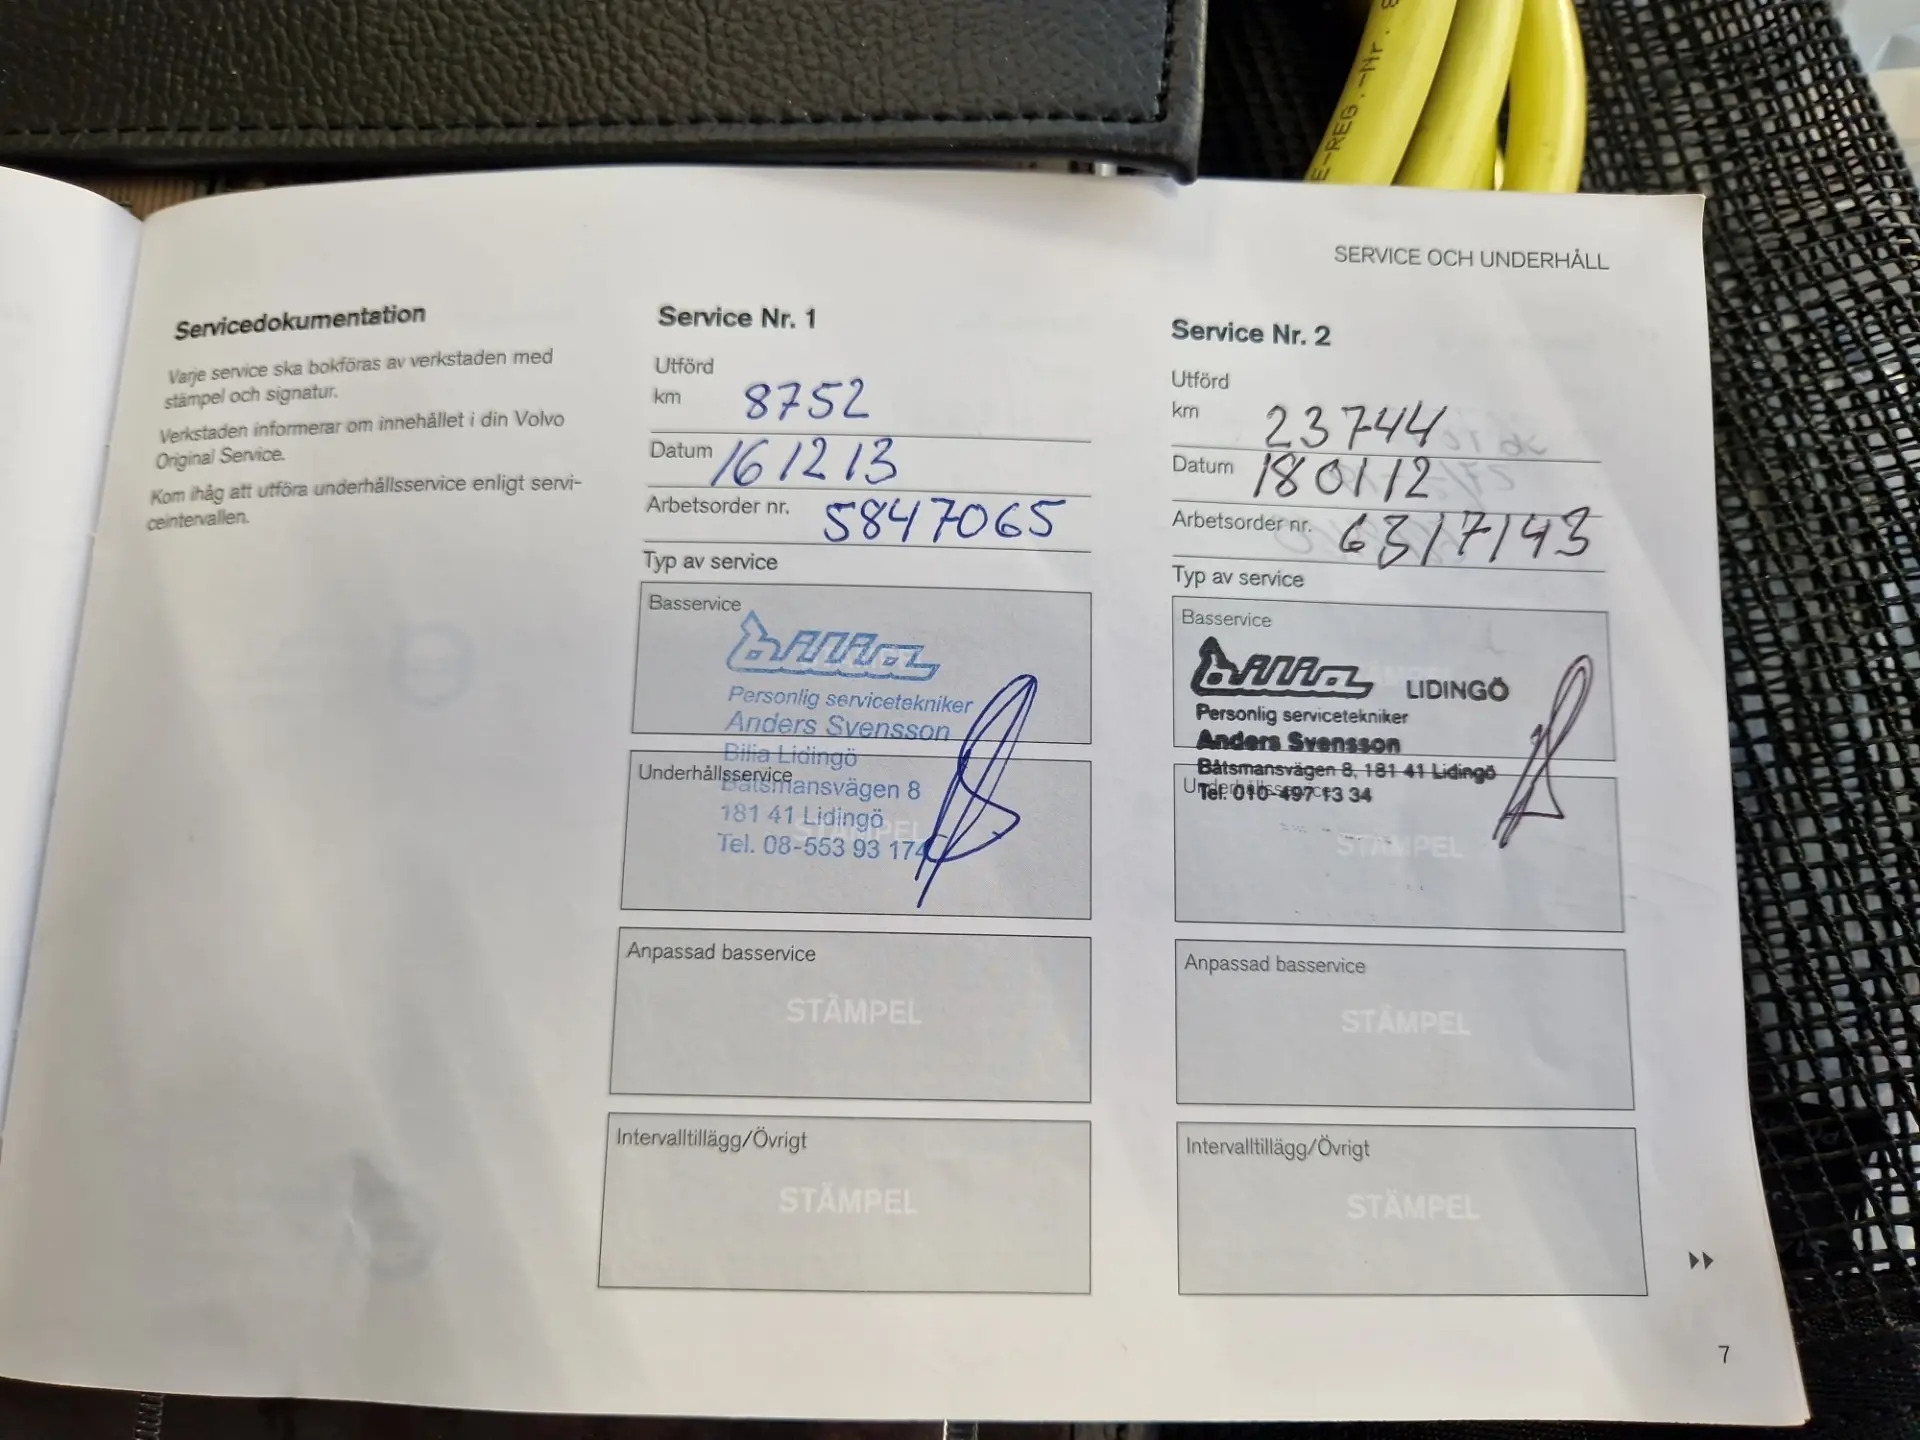 E-REG.-Nr. 8
SERVICE OCH UNDERHÅLL
Servicedokumentation
Varje service ska bokföras av verkstaden med
stämpel och signatur.
Verkstaden informerar om innehållet i din Volvo
Original Service.
Kom ihåg att utföra underhållsservice enligt servi-
ceintervallen.
Service Nr. 1
Utförd
km 8752
Datum 161213
Arbetsorder nr. 5847065
Typ av service
Basservice
bilia
Personlig servicetekniker
Anders Svensson
Bilia Lidingö
Underhållsservice
Båtsmansvägen 8
181 41 Lidingö
STÄMPEL
Tel. 08-553 93 174
Anpassad basservice
STÄMPEL
Intervalltillägg/Övrigt
STÄMPEL
Service Nr. 2
Utförd
km 23744
Datum 180112
Arbetsorder nr. 6317143
Typ av service
Basservice
bilia LIDINGÖ
Personlig servicetekniker
Anders Svensson
Båtsmansvägen 8, 181 41 Lidingö
Underhållsservice
Tel. 010-497 13 34
STÄMPEL
Anpassad basservice
STÄMPEL
Intervalltillägg/Övrigt
STÄMPEL
7